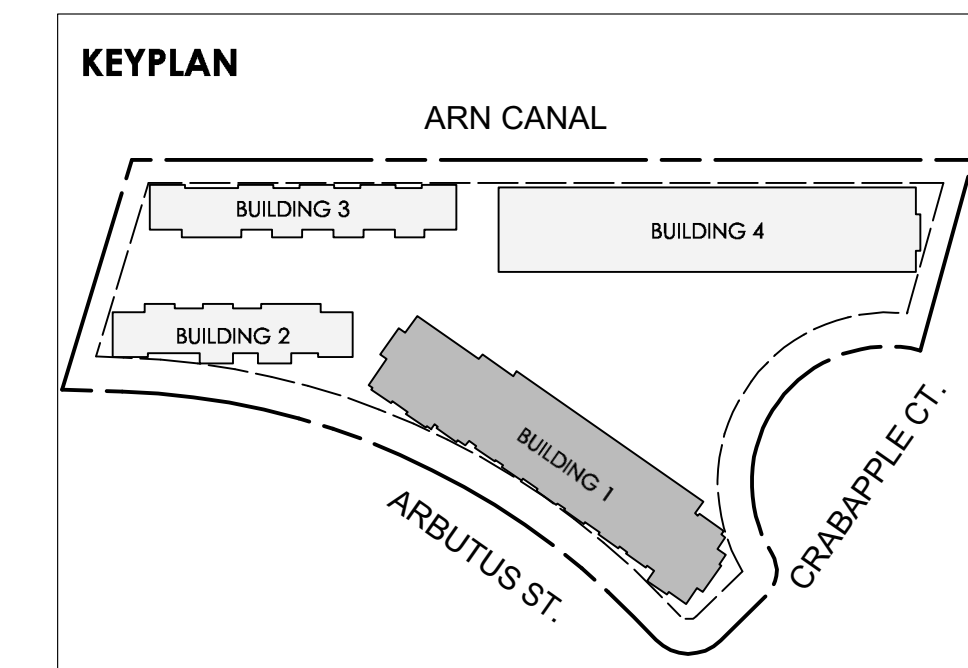 KEYPLAN
ARN CANAL
BUILDING 3
BUILDING 4
BUILDING 2
BUILDING 1
ARBUTUS ST.
CRABAPPLE CT.